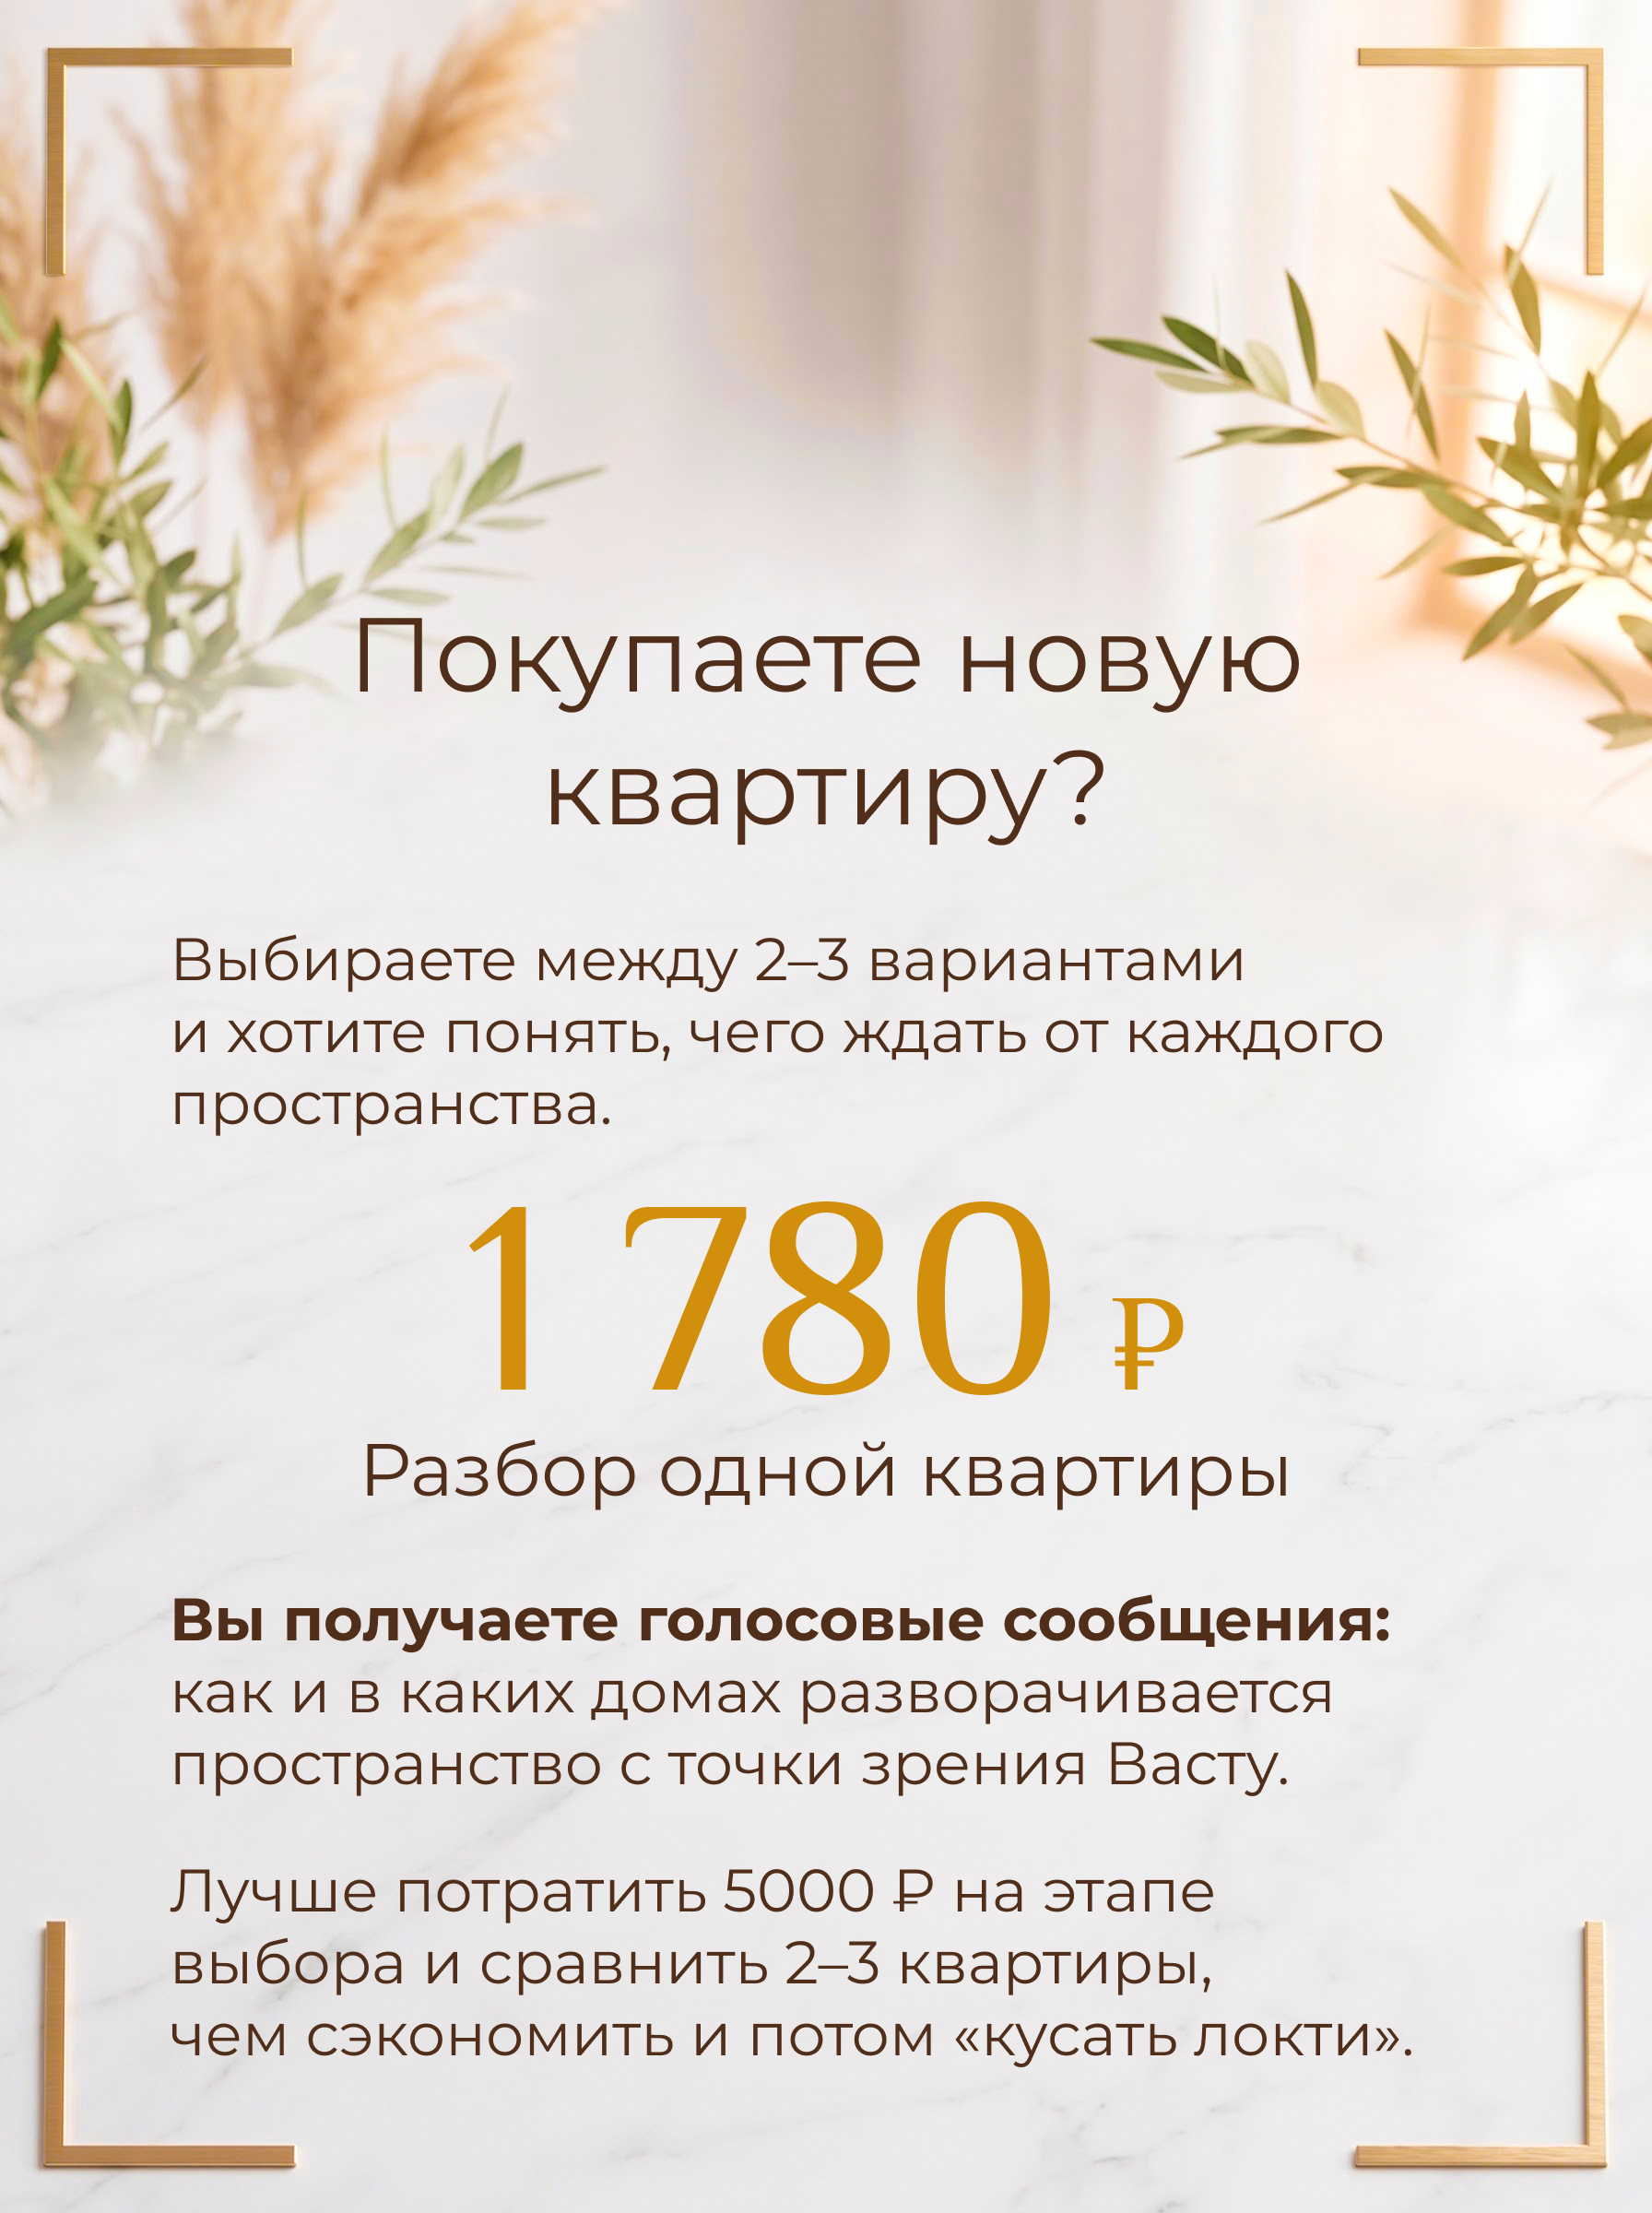 Покупаете новую
квартиру?
Выбираете между 2–3 вариантами
и хотите понять, чего ждать от каждого
пространства.
1 780 ₽
Разбор одной квартиры
Вы получаете голосовые сообщения:
как и в каких домах разворачивается
пространство с точки зрения Васту.
Лучше потратить 5000 ₽ на этапе
выбора и сравнить 2–3 квартиры,
чем сэкономить и потом «кусать локти».